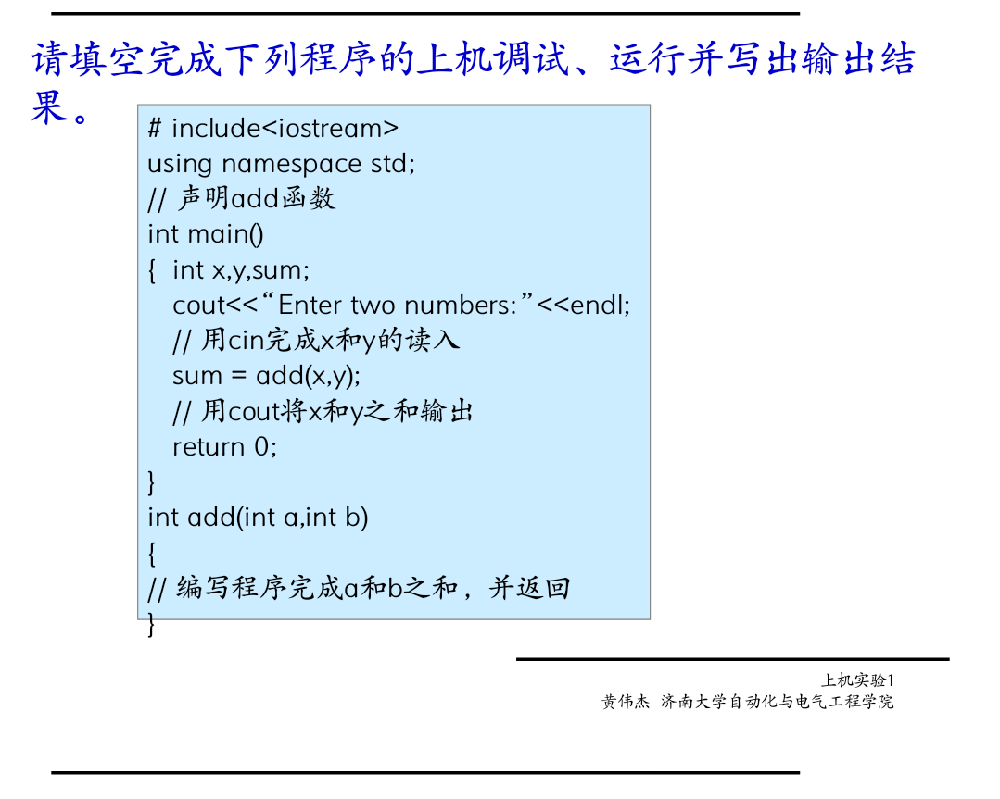 请填空完成下列程序的上机调试、运行并写出输出结
果。
# include<iostream>
using namespace std;
// 声明add函数
int main()
{  int x,y,sum;
cout<<“Enter two numbers:”<<endl;
// 用cin完成x和y的读入
sum = add(x,y);
// 用cout将x和y之和输出
return 0;
}
int add(int a,int b)
{
// 编写程序完成a和b之和，并返回
}
上机实验1
黄伟杰 济南大学自动化与电气工程学院